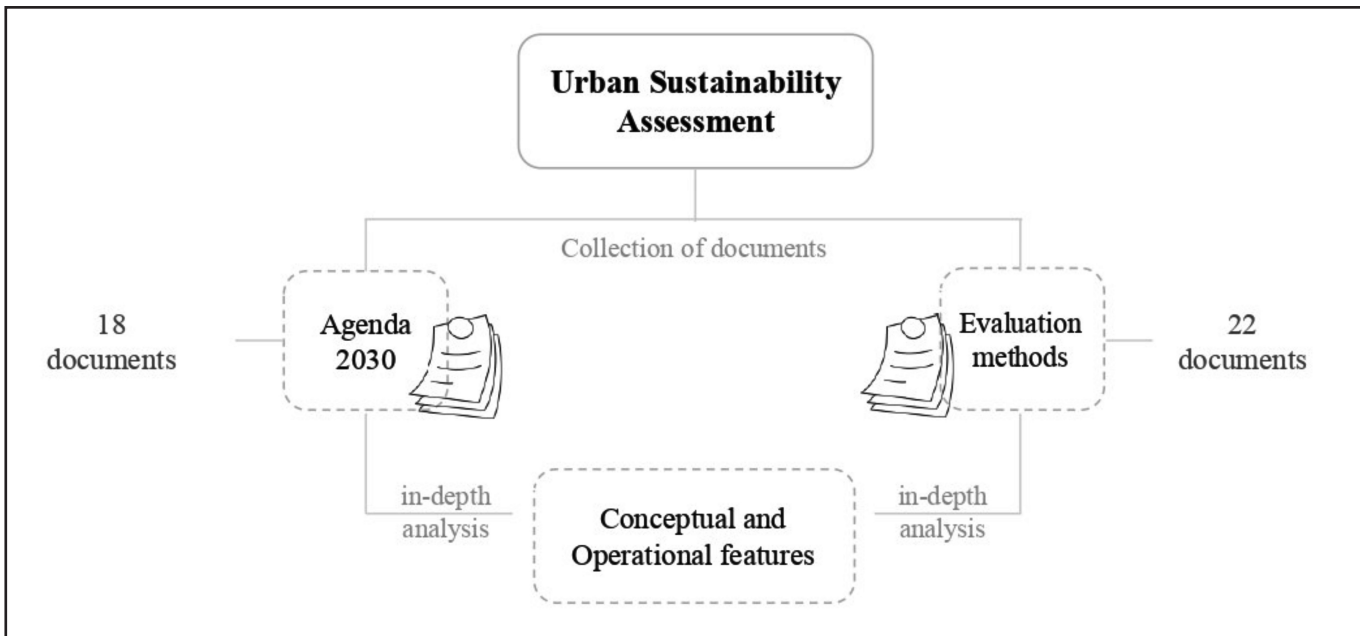 Urban Sustainability
Assessment
Collection of documents
18
documents
Agenda
2030
Evaluation
methods
22
documents
in-depth
analysis
Conceptual and
Operational features
in-depth
analysis